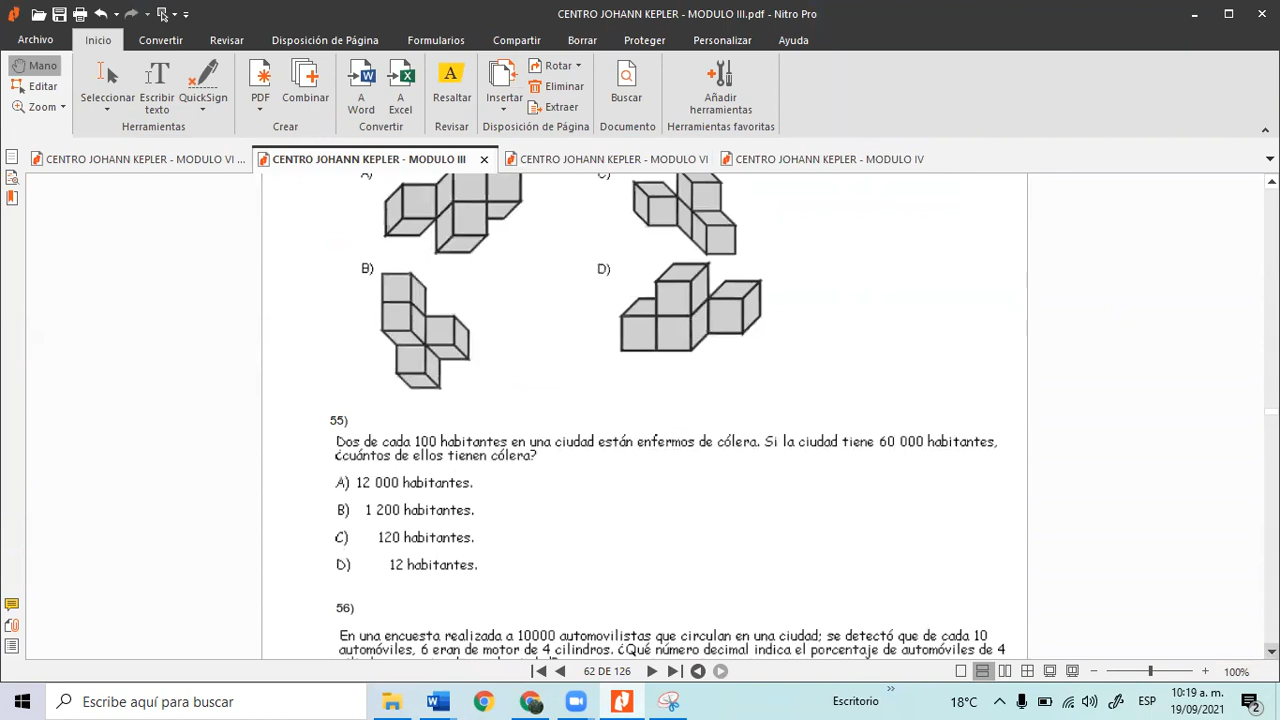 CENTRO JOHANN KEPLER - MODULO III.pdf - Nitro Pro
Archivo Inicio Convertir Revisar Disposición de Página Formularios Compartir Borrar Proteger Personalizar Ayuda
Mano
Editar
Zoom
Seleccionar
Escribir texto
QuickSign
Herramientas
PDF
Combinar
Crear
A Word
A Excel
Convertir
Resaltar
Revisar
Insertar
Rotar
Eliminar
Extraer
Disposición de Página
Buscar
Documento
Añadir herramientas
Herramientas favoritas
CENTRO JOHANN KEPLER - MODULO VI ...
CENTRO JOHANN KEPLER - MODULO III
CENTRO JOHANN KEPLER - MODULO VI
CENTRO JOHANN KEPLER - MODULO IV
A)
C)
B)
D)
55)
Dos de cada 100 habitantes en una ciudad están enfermos de cólera. Si la ciudad tiene 60 000 habitantes,
¿cuántos de ellos tienen cólera?
A) 12 000 habitantes.
B) 1 200 habitantes.
C) 120 habitantes.
D) 12 habitantes.
56)
En una encuesta realizada a 10000 automovilistas que circulan en una ciudad; se detectó que de cada 10
automóviles, 6 eran de motor de 4 cilindros. ¿Qué número decimal indica el porcentaje de automóviles de 4
62 DE 126
100%
Escribe aquí para buscar
Escritorio
18°C
ESP
10:19 a. m.
19/09/2021
2